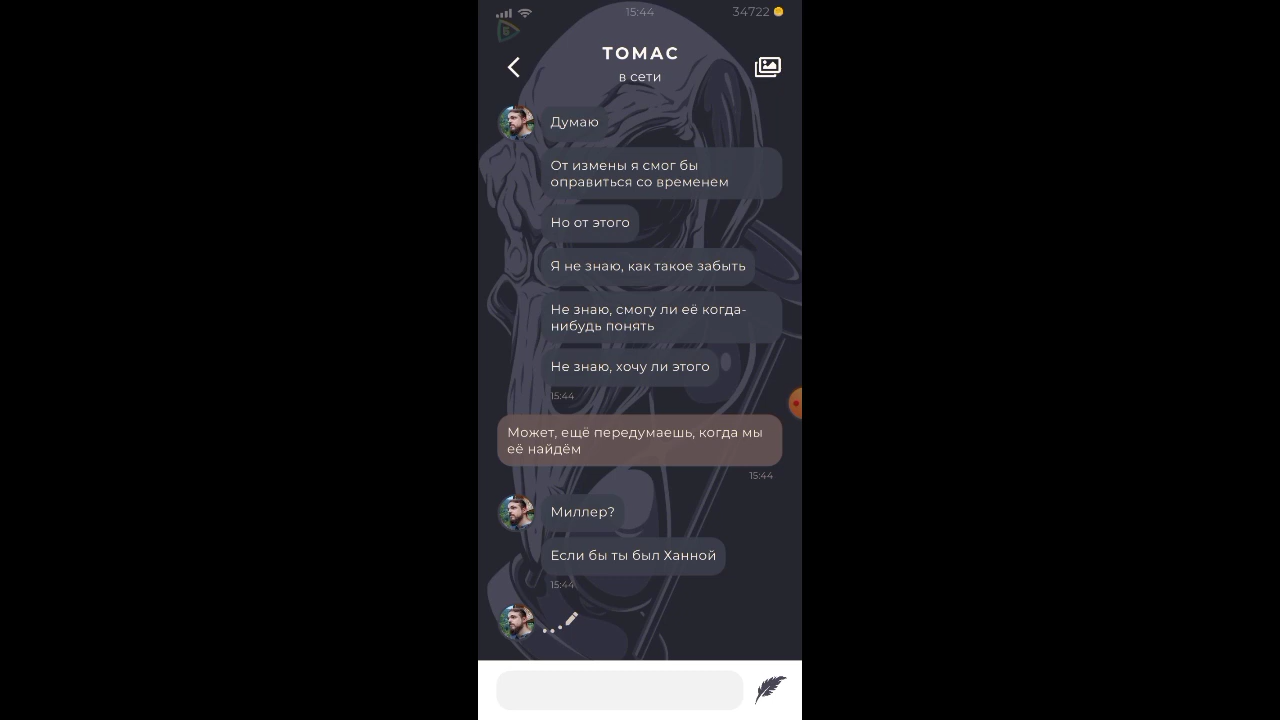 15:44
34722
ТОМАС
в сети
Думаю
От измены я смог бы
оправиться со временем
Но от этого
Я не знаю, как такое забыть
Не знаю, смогу ли её когда-
нибудь понять
Не знаю, хочу ли этого
15:44
Может, ещё передумаешь, когда мы
её найдём
15:44
Миллер?
Если бы ты был Ханной
15:44